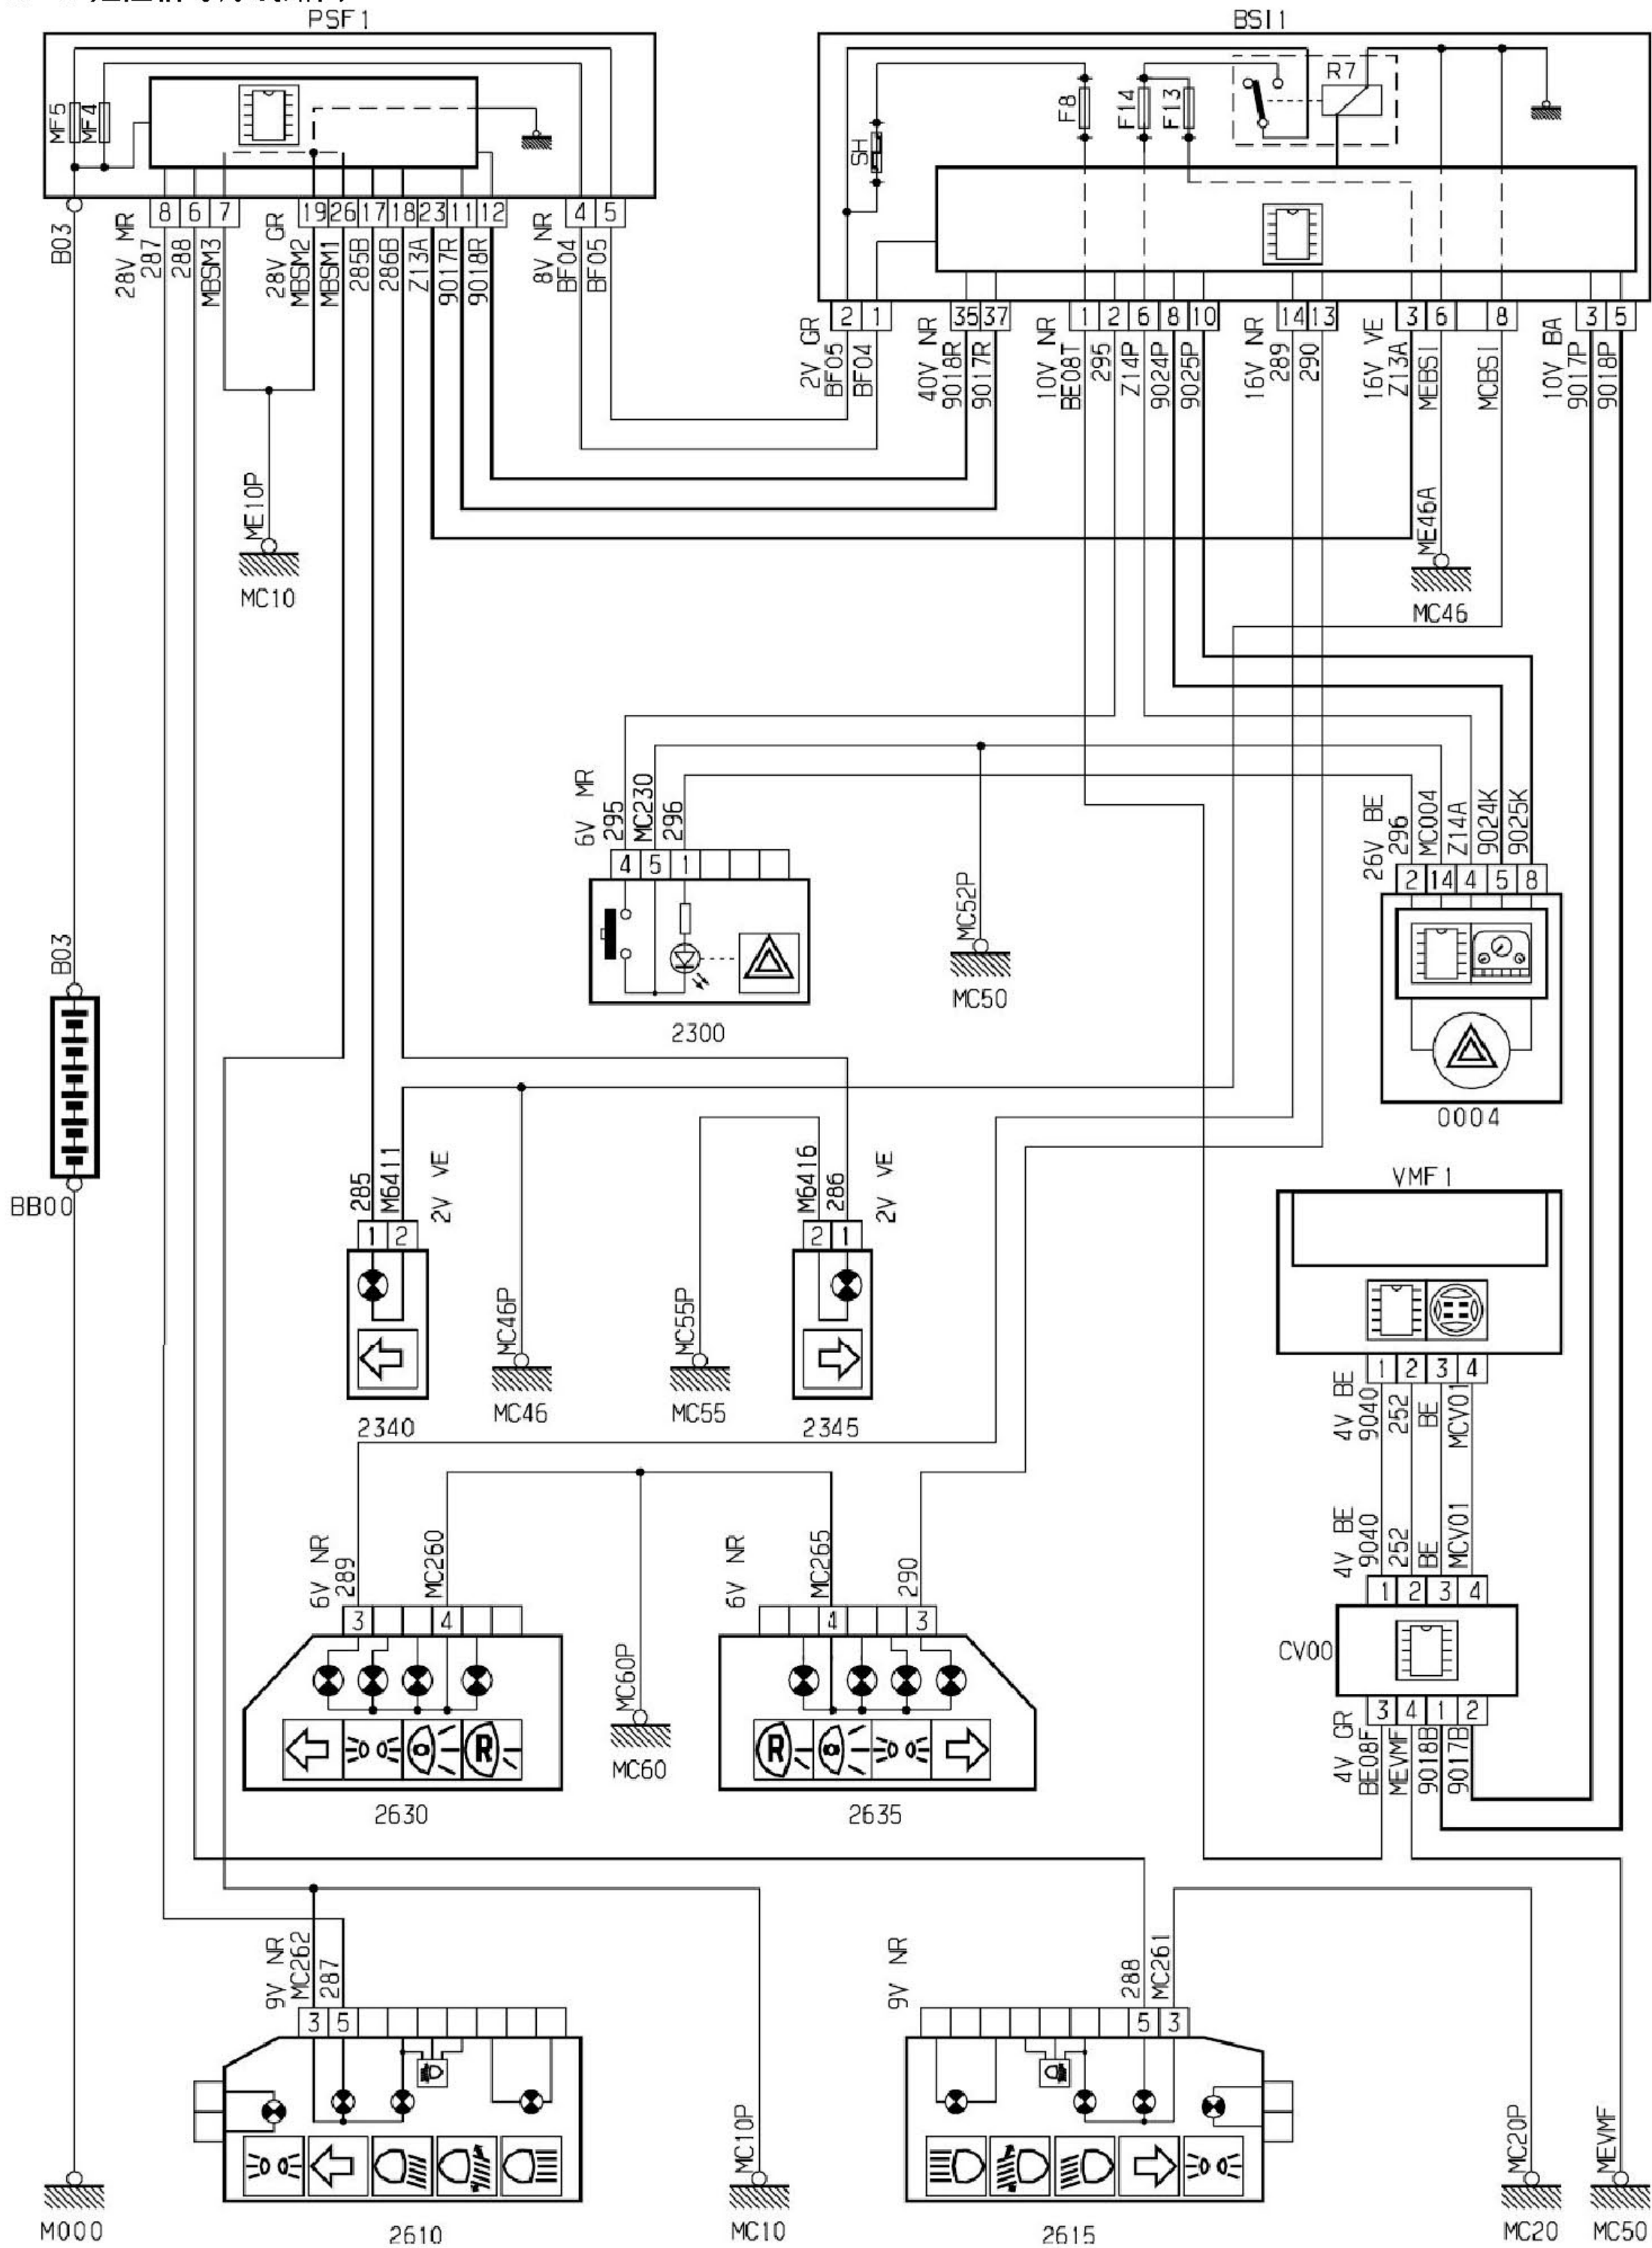 PSF1
BSI1
MF5
MF4
SH
F8
F14
F13
R7
8 6 7 19 26 17 18 23 11 12 4 5
B03
28V MR
287
288
MBSM3
28V GR
MBSM2
MBSM1
285B
286B
Z13A
9017R
9018R
8V NR
BF04
BF05
2 1 35 37 1 2 6 8 10 14 13 3 6 8 3 5
2V GR
BF05
BF04
40V NR
9018R
9017R
10V NR
BE08T
295
Z14P
9024P
9025P
16V NR
289
290
16V VE
Z13A
MEBSI
MCBSI
10V BA
9017P
9018P
ME10P
MC10
ME46A
MC46
6V MR
295
MC230
296
4 5 1
2300
MC52P
MC50
26V BE
296
MC004
Z14A
9024K
9025K
2 14 4 5 8
0004
B03
BB00
285
M6411
2V VE
1 2
2340
MC46P
MC46
MC55P
MC55
M6416
286
2V VE
2 1
2345
VMF1
1 2 3 4
4V BE
9040
252
BE
MCV01
4V BE
9040
252
BE
MCV01
1 2 3 4
CV00
3 4 1 2
4V GR
BE08F
MEVMF
9018B
9017B
6V NR
289
MC260
3 4
R
2630
MC60P
MC60
6V NR
MC265
290
4 3
R
2635
9V NR
MC262
287
3 5
2610
MC10P
MC10
9V NR
288
MC261
5 3
2615
MC20P
MC20
MEVMF
MC50
M000